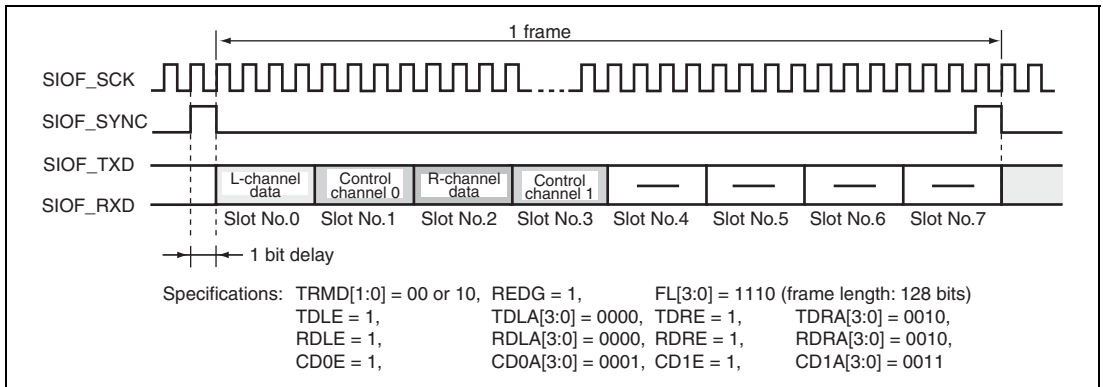 1 frame
SIOF_SCK
SIOF_SYNC
SIOF_TXD
SIOF_RXD
L-channel data
Control channel 0
R-channel data
Control channel 1
Slot No.0 Slot No.1 Slot No.2 Slot No.3 Slot No.4 Slot No.5 Slot No.6 Slot No.7
1 bit delay
Specifications: TRMD[1:0] = 00 or 10, REDG = 1, FL[3:0] = 1110 (frame length: 128 bits)
TDLE = 1, TDLA[3:0] = 0000, TDRE = 1, TDRA[3:0] = 0010,
RDLE = 1, RDLA[3:0] = 0000, RDRE = 1, RDRA[3:0] = 0010,
CD0E = 1, CD0A[3:0] = 0001, CD1E = 1, CD1A[3:0] = 0011